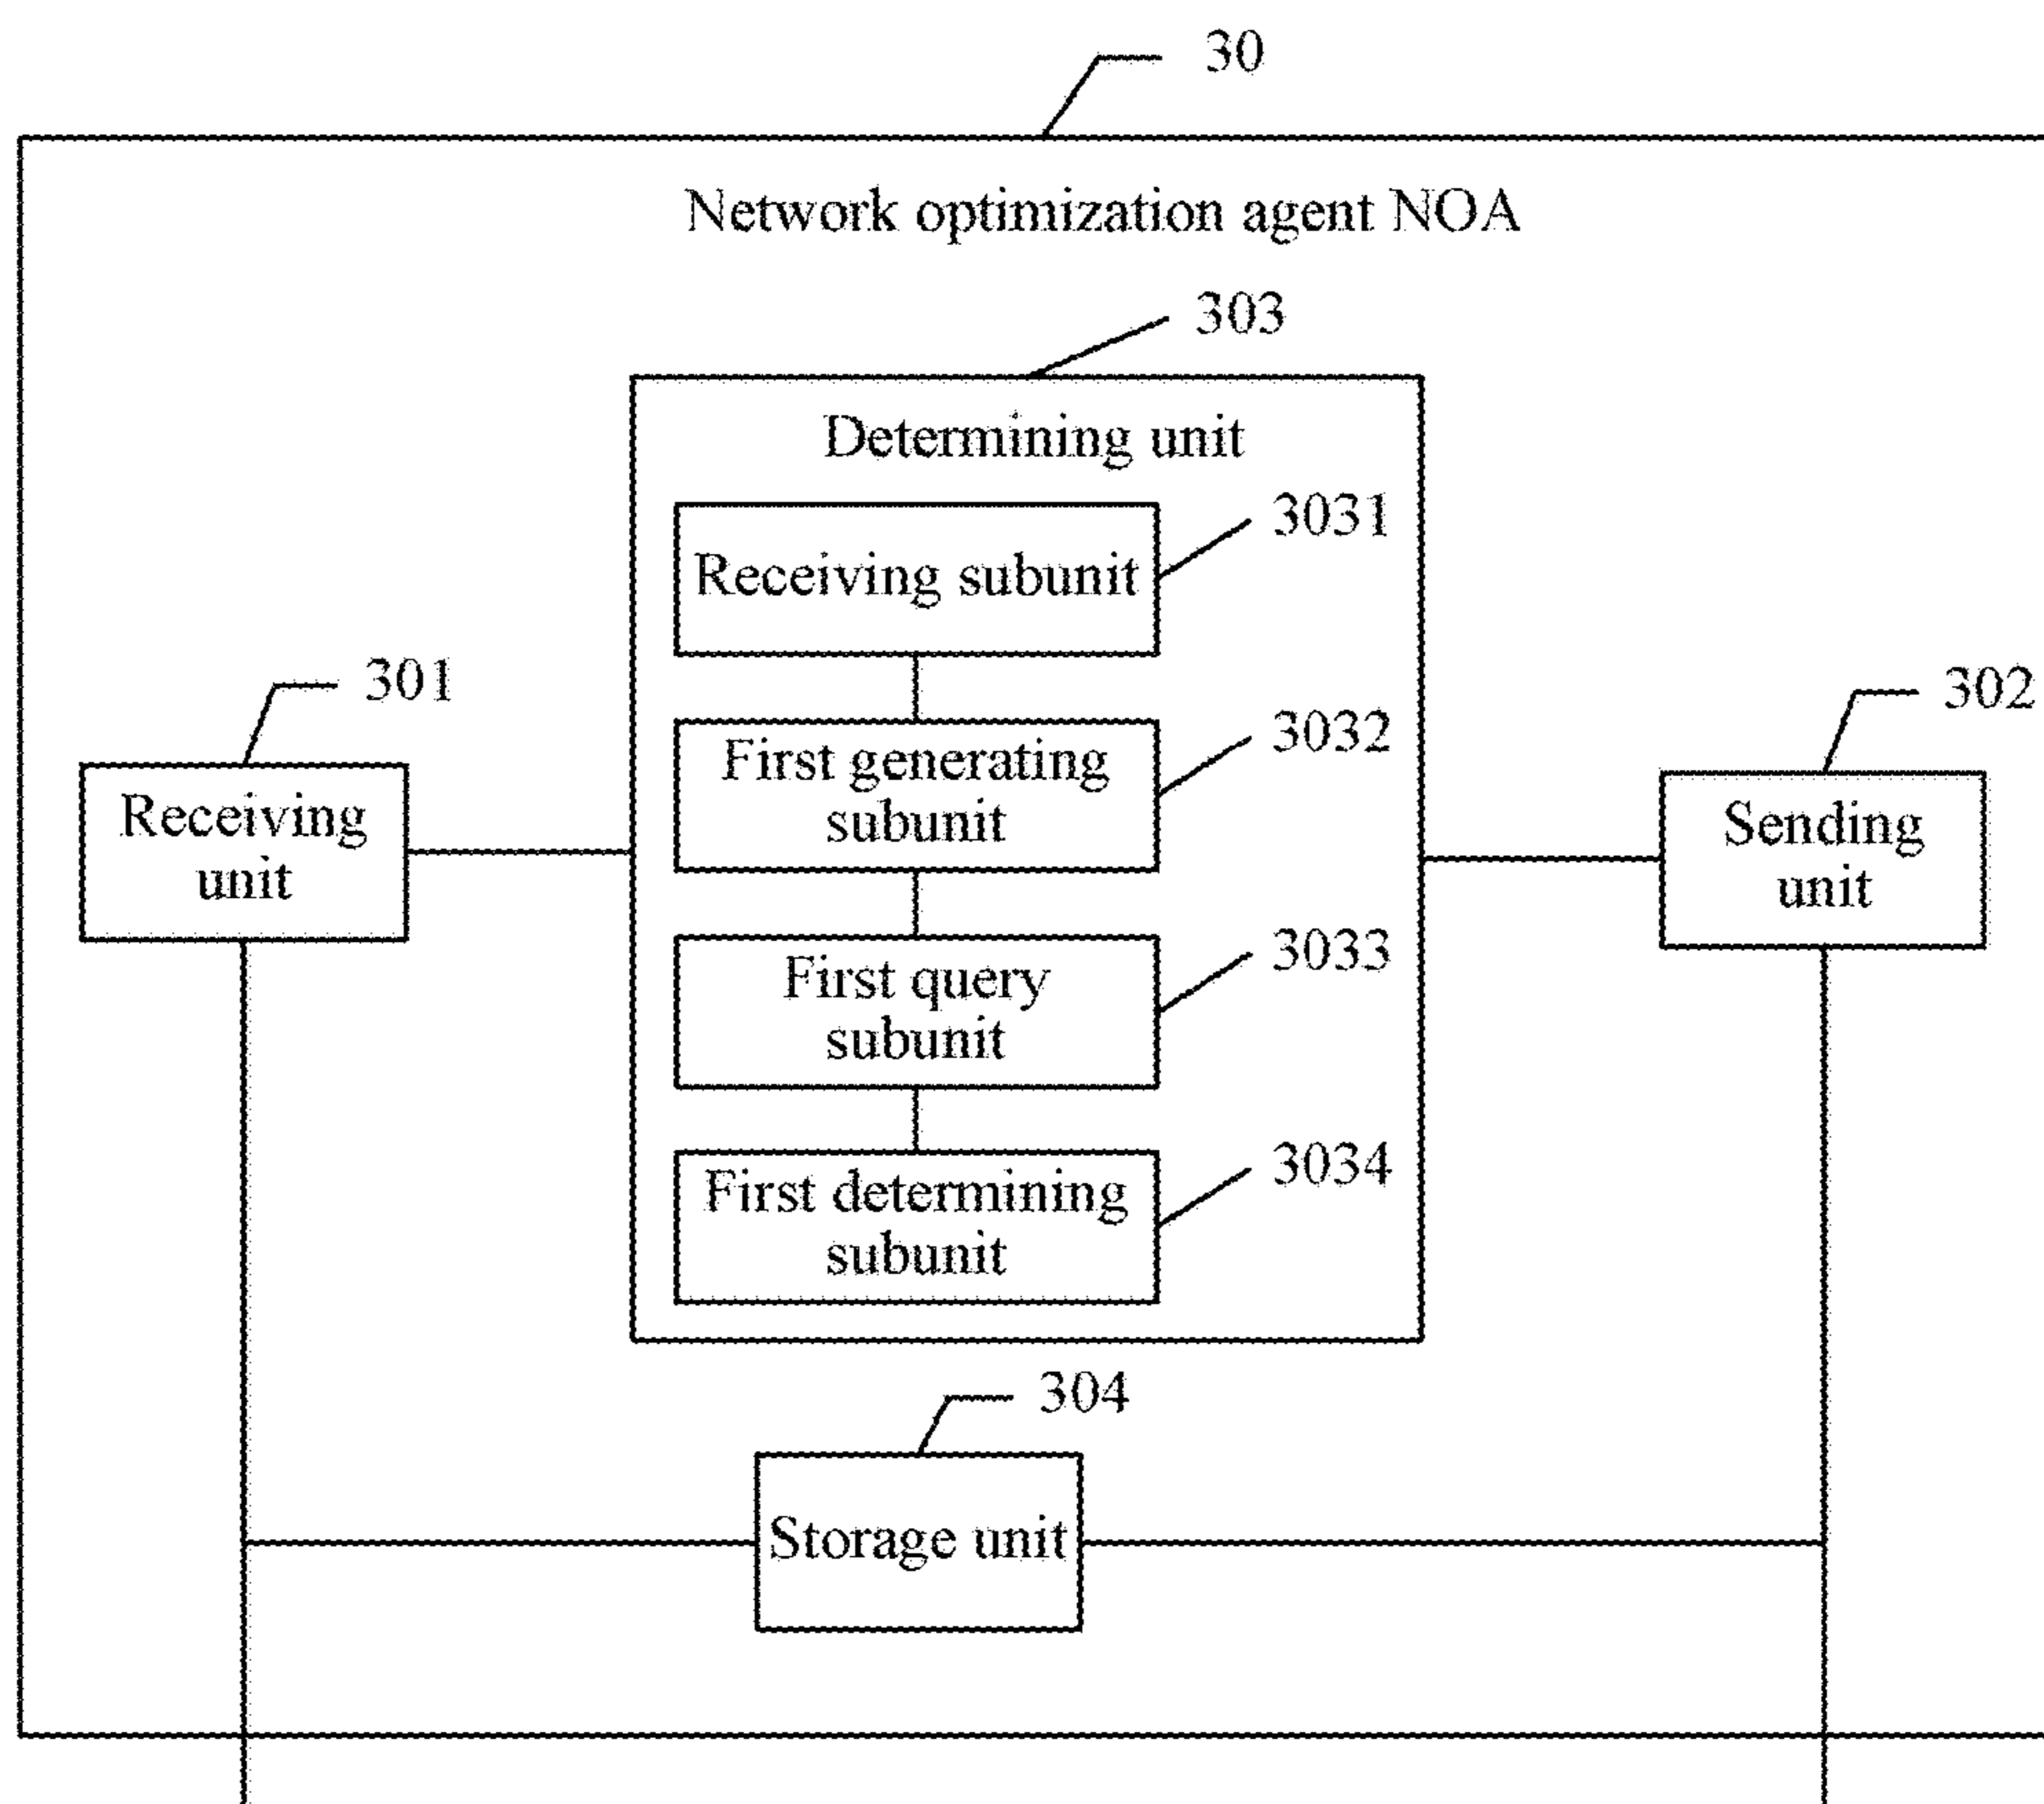 30
Network optimization agent NOA
303
Determining unit
3031
Receiving subunit
301
302
3032
First generating
subunit
Receiving
unit
Sending
unit
3033
First query
subunit
3034
First determining
subunit
304
Storage unit